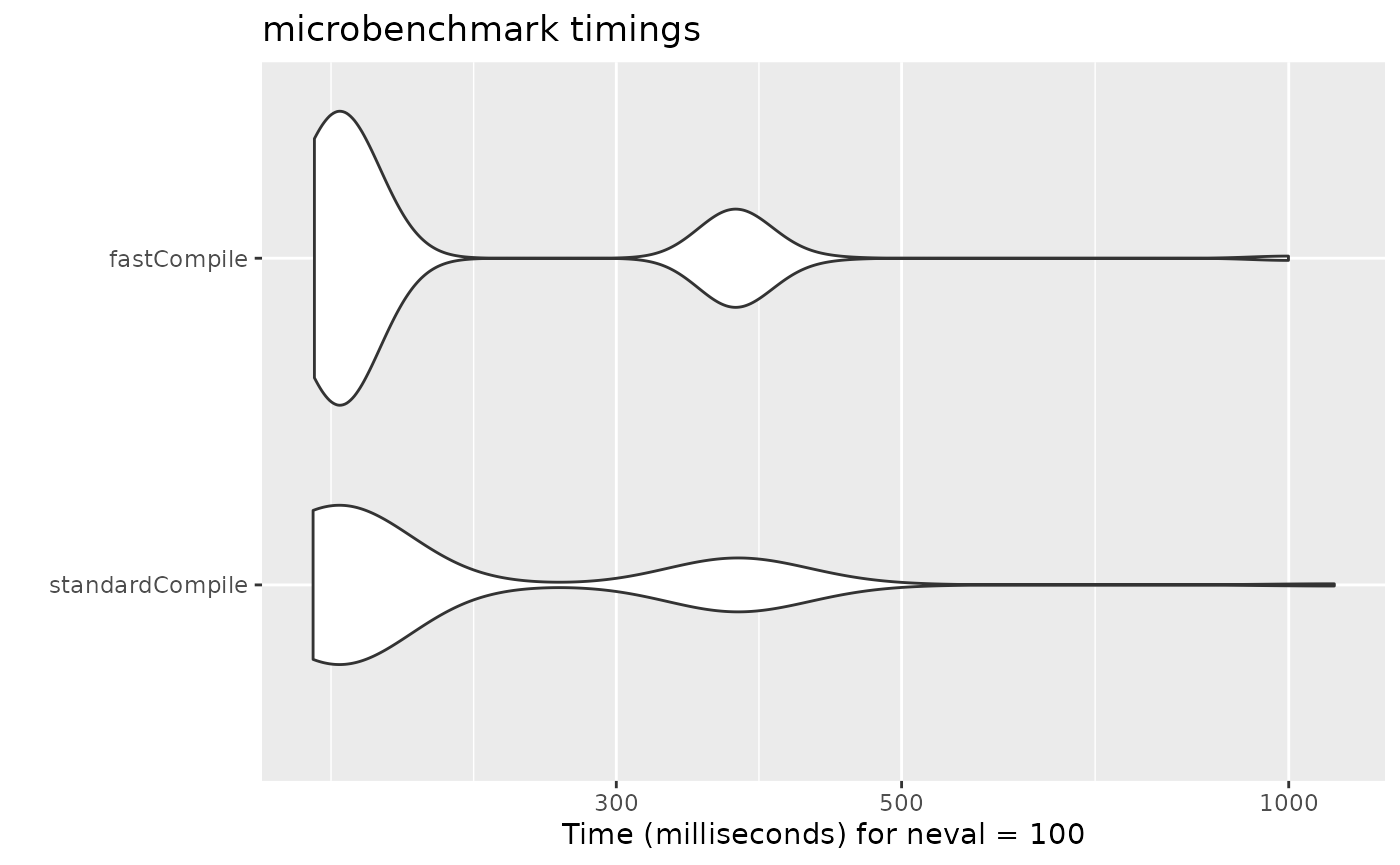 microbenchmark timings
fastCompile
standardCompile
300 500 1000
Time (milliseconds) for neval = 100